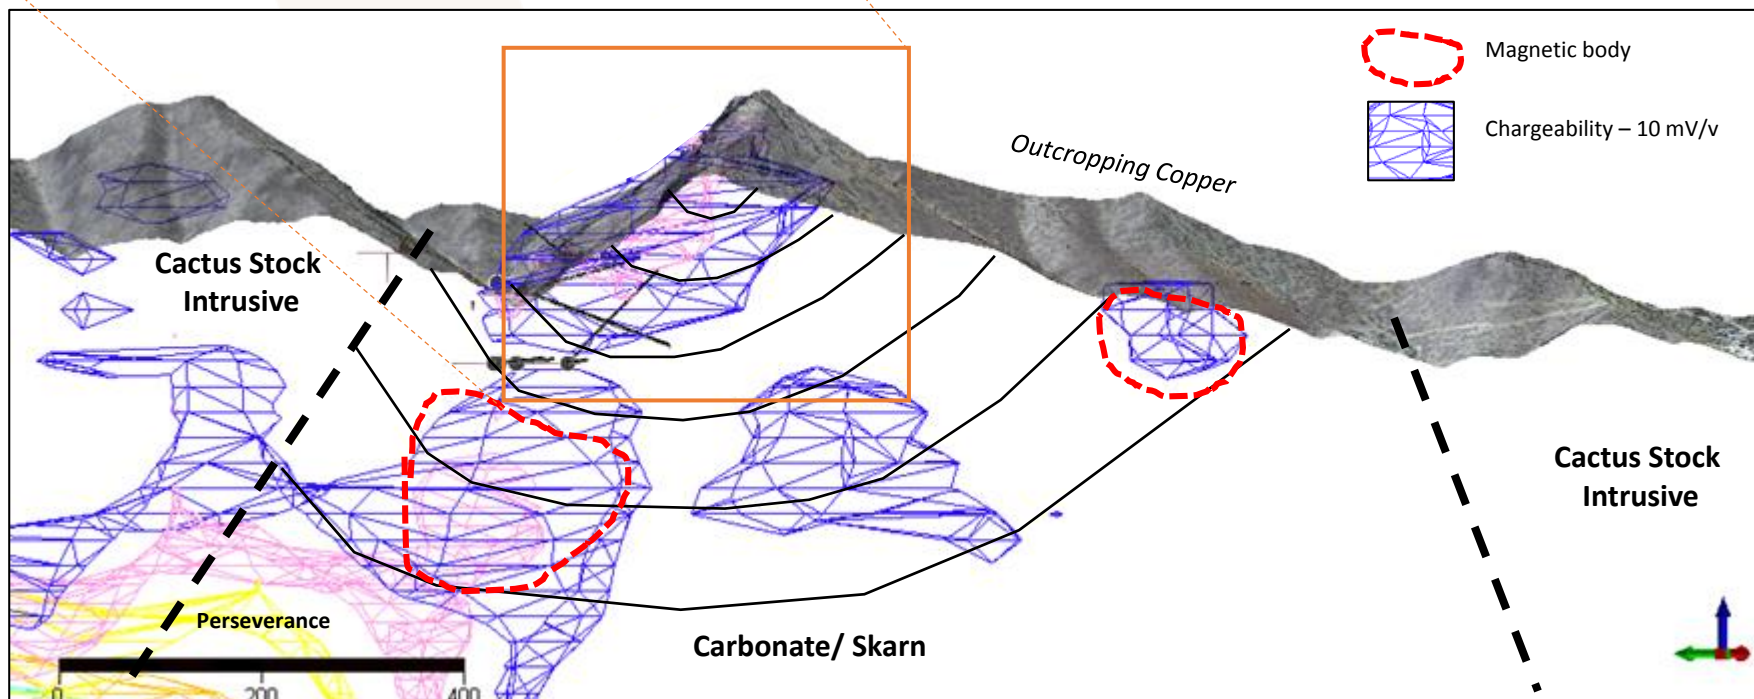 Magnetic body
Chargeability – 10 mV/v
Outcropping Copper
Cactus Stock
Intrusive
Cactus Stock
Intrusive
Perseverance
Carbonate/ Skarn
0 200 400